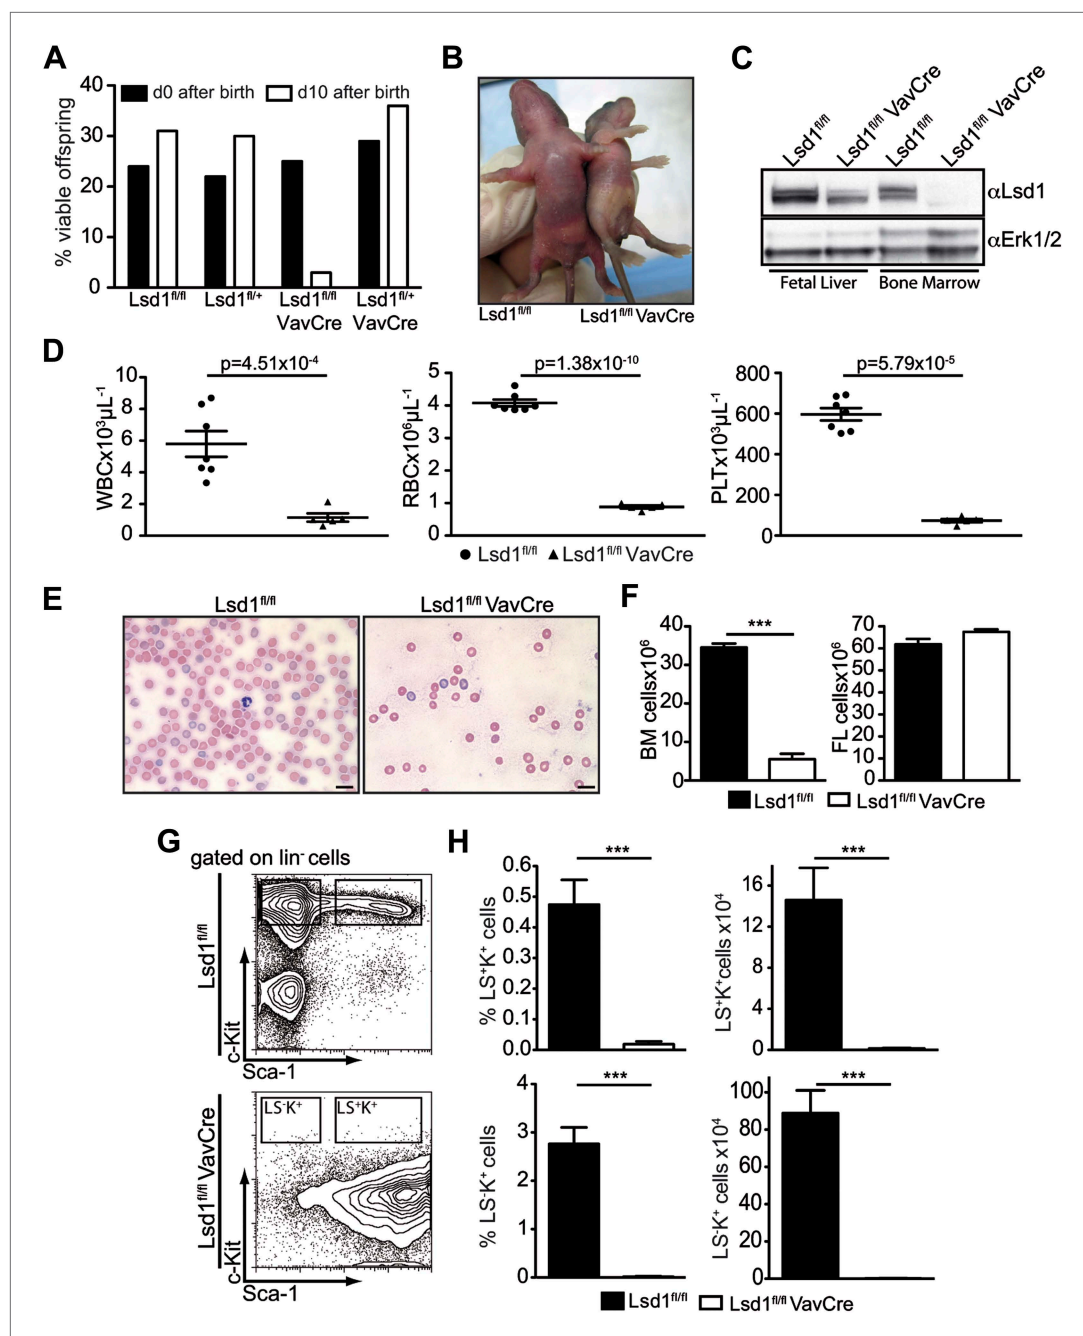 A
% viable offspring
40
30
20
10
0
d0 after birth
d10 after birth
Lsd1fl/fl
Lsd1fl/+
Lsd1fl/fl
VavCre
Lsd1fl/+
VavCre
B
Lsd1fl/fl
Lsd1fl/fl VavCre
C
Lsd1fl/fl
Lsd1fl/fl VavCre
Lsd1fl/fl
Lsd1fl/fl VavCre
αLsd1
αErk1/2
Fetal Liver
Bone Marrow
D
WBCx10³µL⁻¹
10
8
6
4
2
0
p=4.51x10⁻⁴
RBCx10⁶µL⁻¹
5
4
3
2
1
0
p=1.38x10⁻¹⁰
PLTx10³µL⁻¹
800
600
400
200
0
p=5.79x10⁻⁵
Lsd1fl/fl
Lsd1fl/fl VavCre
E
Lsd1fl/fl
Lsd1fl/fl VavCre
F
BM cellsx10⁶
40
30
20
10
0
***
FL cellsx10⁶
70
60
50
40
30
20
10
0
Lsd1fl/fl
Lsd1fl/fl VavCre
G
gated on lin⁻ cells
Lsd1fl/fl
c-Kit
Sca-1
Lsd1fl/fl VavCre
LS⁻K⁺
LS⁺K⁺
c-Kit
Sca-1
H
% LS⁺K⁺ cells
0.6
0.5
0.4
0.3
0.2
0.1
0.0
***
LS⁺K⁺cells x10⁴
16
12
8
4
0
***
% LS⁻K⁺ cells
4
3
2
1
0
***
LS⁻K⁺ cells x10⁴
100
80
60
40
20
0
***
Lsd1fl/fl
Lsd1fl/fl VavCre